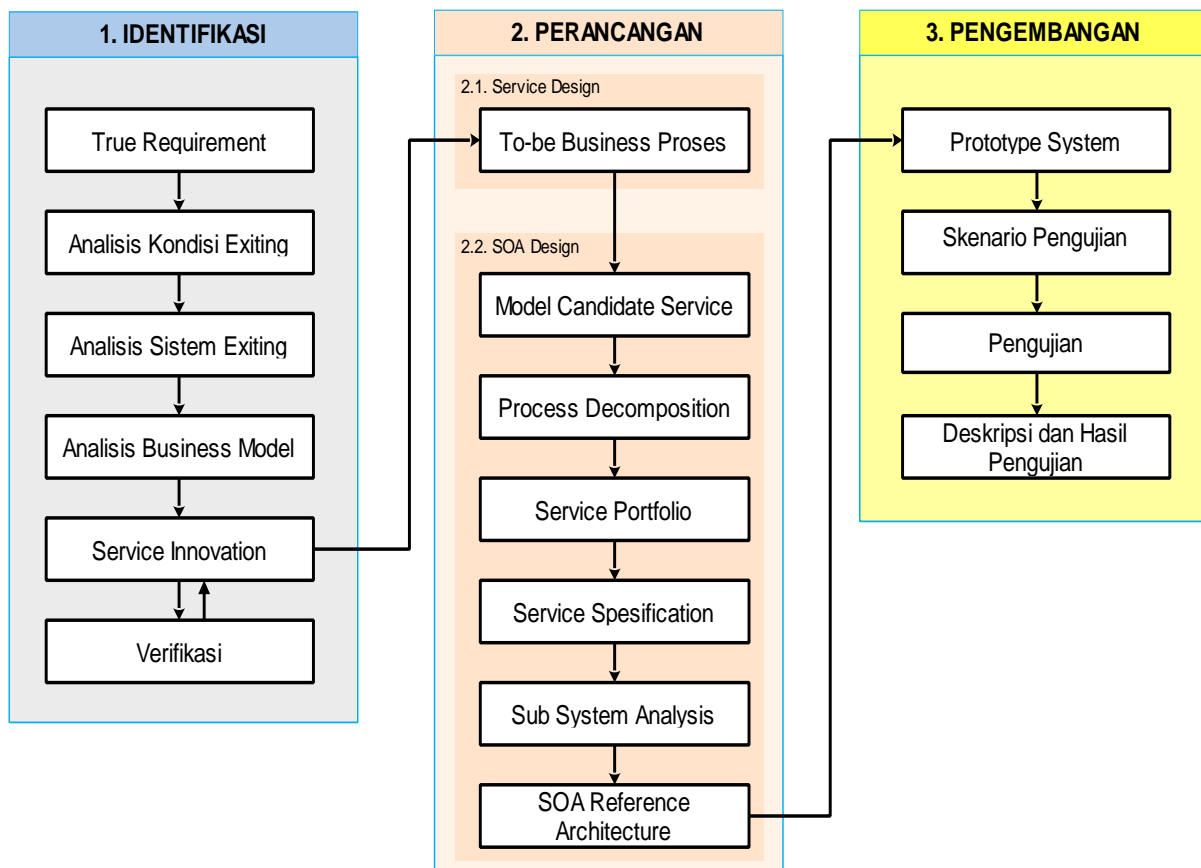 1. IDENTIFIKASI
True Requirement
Analisis Kondisi Exiting
Analisis Sistem Exiting
Analisis Business Model
Service Innovation
Verifikasi
2. PERANCANGAN
2.1. Service Design
To-be Business Proses
2.2. SOA Design
Model Candidate Service
Process Decomposition
Service Portfolio
Service Spesification
Sub System Analysis
SOA Reference
Architecture
3. PENGEMBANGAN
Prototype System
Skenario Pengujian
Pengujian
Deskripsi dan Hasil
Pengujian